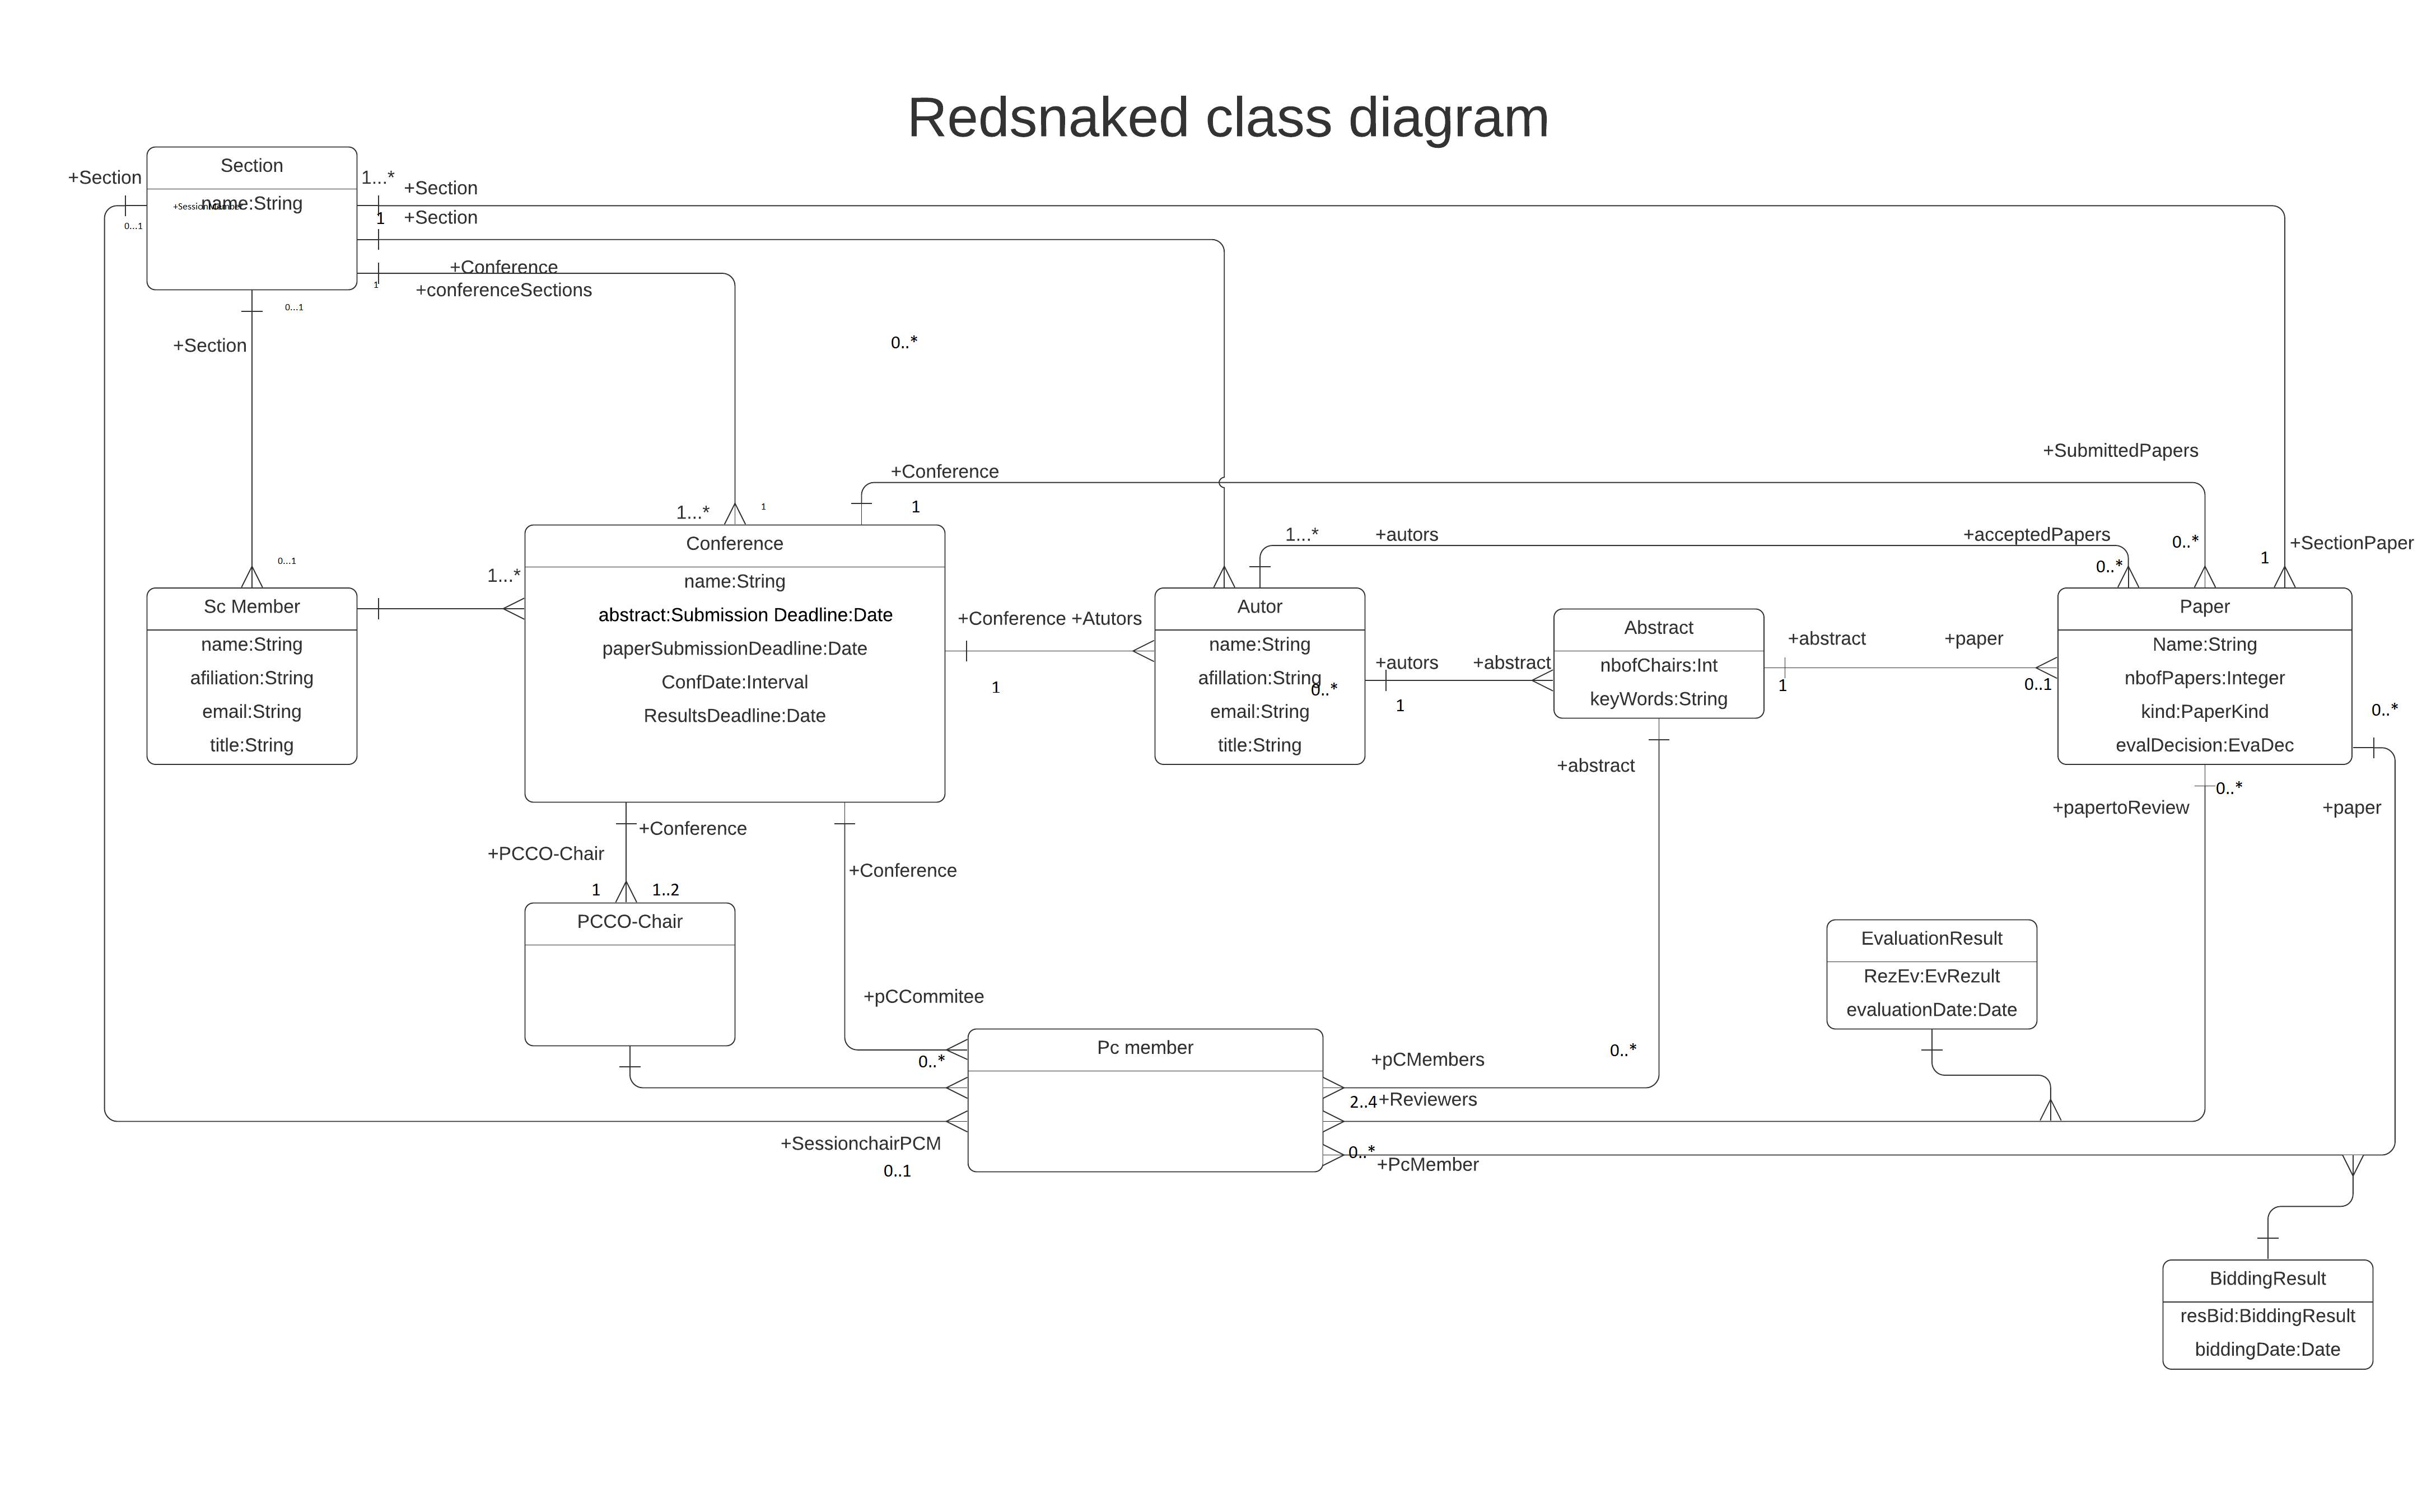 Redsnaked class diagram
Section
+Section
1...*
+Section
name:String
+SessionMember
0...1
1
+Section
+Conference
1
+conferenceSections
0...1
+Section
0..*
+SubmittedPapers
+Conference
1...*
1
1
1...*
+autors
+acceptedPapers
0..*
+SectionPaper
1
0..*
0...1
1...*
Sc Member
name:String
afiliation:String
email:String
title:String
Conference
name:String
abstract:Submission Deadline:Date
paperSubmissionDeadline:Date
ConfDate:Interval
ResultsDeadline:Date
+Conference +Atutors
1
Autor
name:String
afillation:String
0..*
email:String
title:String
+autors
+abstract
1
Abstract
nbofChairs:Int
keyWords:String
+abstract
+paper
1
0..1
Paper
Name:String
nbofPapers:Integer
kind:PaperKind
evalDecision:EvaDec
0..*
+abstract
0..*
+papertoReview
+paper
+Conference
+PCCO-Chair
+Conference
1
1..2
PCCO-Chair
EvaluationResult
RezEv:EvRezult
evaluationDate:Date
+pCCommitee
0..*
Pc member
+pCMembers
0..*
2..4
+Reviewers
+SessionchairPCM
0..1
0..*
+PcMember
BiddingResult
resBid:BiddingResult
biddingDate:Date